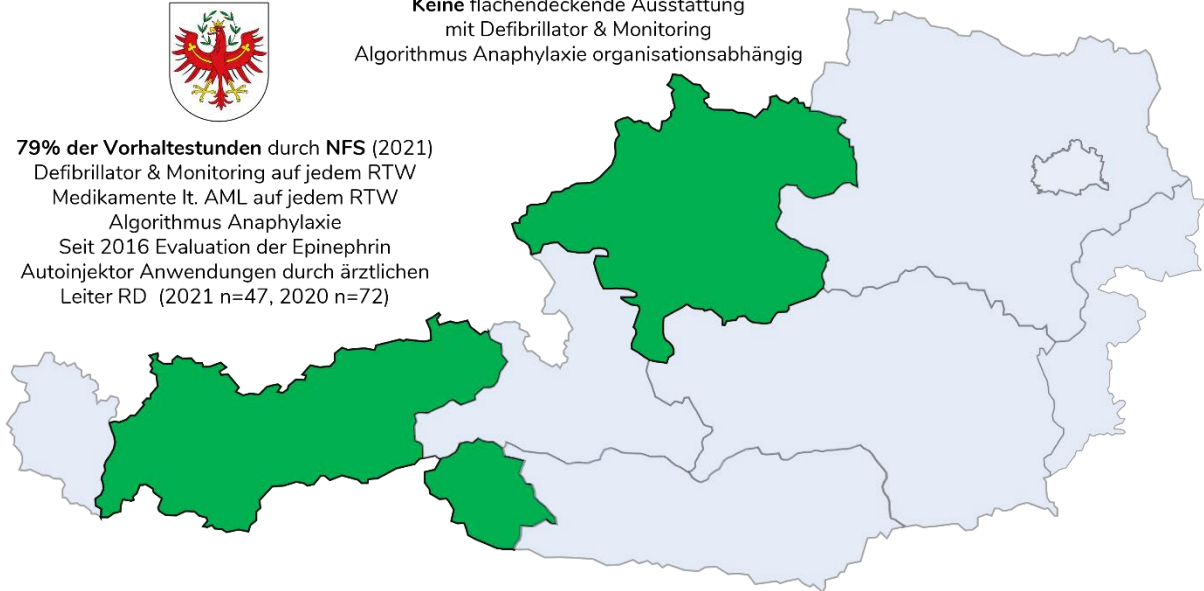 Keine flächendeckende Ausstattung
mit Defibrillator & Monitoring
Algorithmus Anaphylaxie organisationsabhängig
79% der Vorhaltestunden durch NFS (2021)
Defibrillator & Monitoring auf jedem RTW
Medikamente lt. AML auf jedem RTW
Algorithmus Anaphylaxie
Seit 2016 Evaluation der Epinephrin
Autoinjektor Anwendungen durch ärztlichen
Leiter RD (2021 n=47, 2020 n=72)